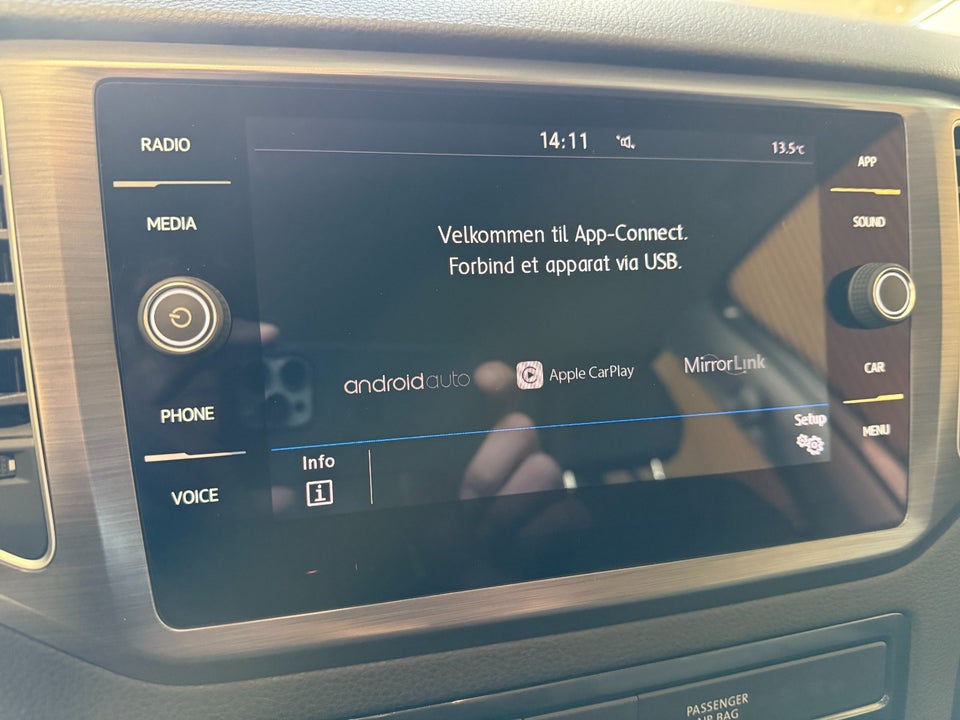 RADIO
MEDIA
PHONE
VOICE
14:11
13.5°C
Velkommen til App-Connect.
Forbind et apparat via USB.
androidauto
Apple CarPlay
MirrorLink
Info
Setup
APP
SOUND
CAR
MENU
PASSENGER
AIR BAG